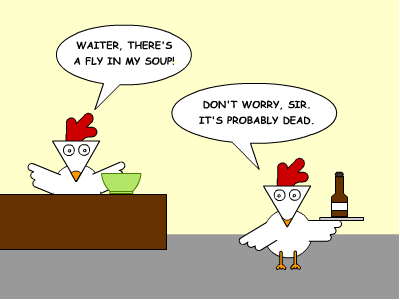 WAITER, THERE'S
A FLY IN MY SOUP!
DON'T WORRY, SIR.
IT'S PROBABLY DEAD.